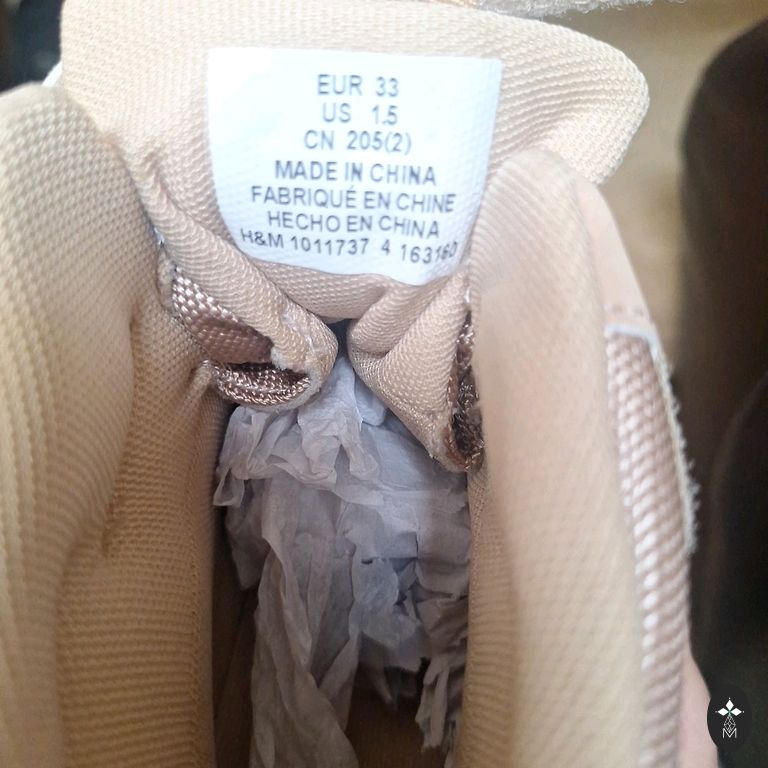 EUR 33
US 1.5
CN 205(2)
MADE IN CHINA
FABRIQUÉ EN CHINE
HECHO EN CHINA
H&M 1011737 4 163160
M